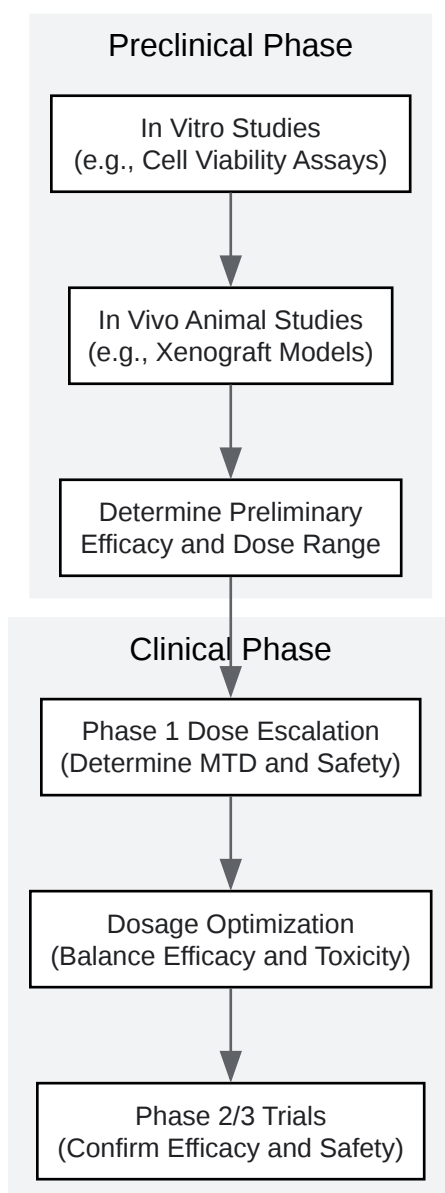 Preclinical Phase
In Vitro Studies
(e.g., Cell Viability Assays)
In Vivo Animal Studies
(e.g., Xenograft Models)
Determine Preliminary
Efficacy and Dose Range
Clinical Phase
Phase 1 Dose Escalation
(Determine MTD and Safety)
Dosage Optimization
(Balance Efficacy and Toxicity)
Phase 2/3 Trials
(Confirm Efficacy and Safety)